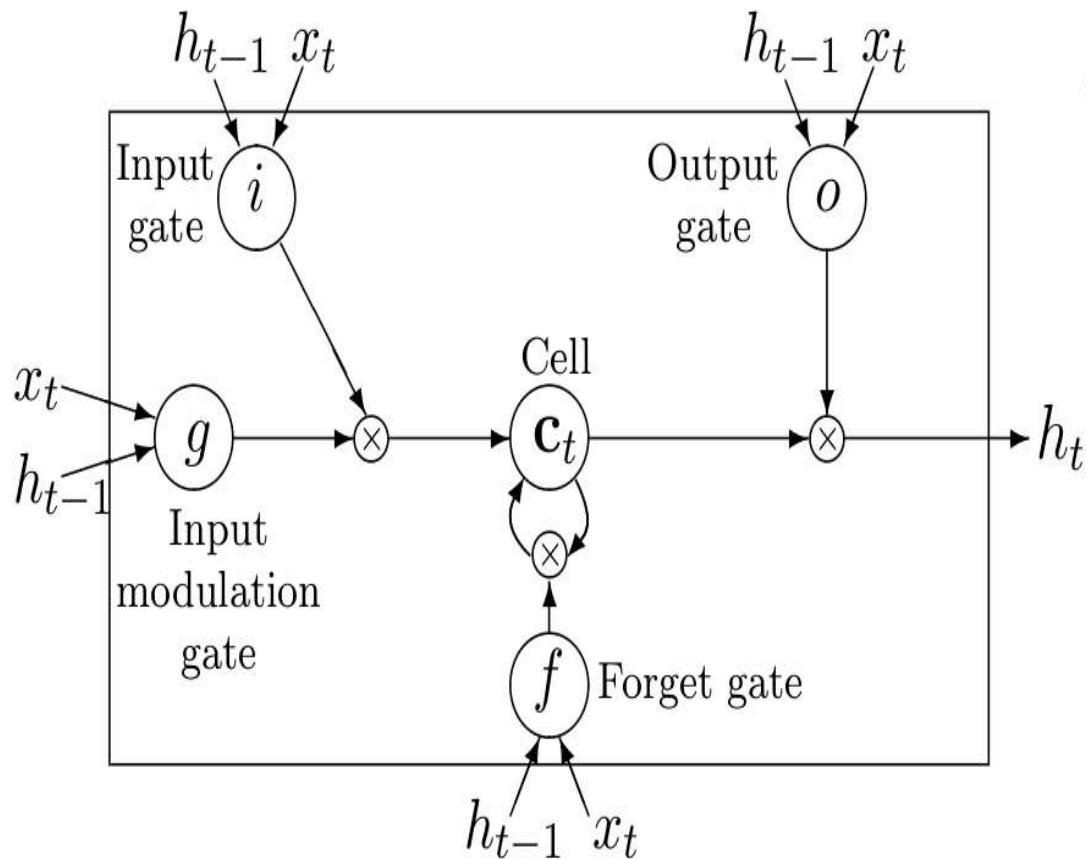 h_{t-1} x_t
h_{t-1} x_t
Input
gate
i
Output
gate
o
Cell
x_t
g
⊗
c_t
⊗
h_t
h_{t-1}
Input
modulation
gate
⊗
f
Forget gate
h_{t-1} x_t